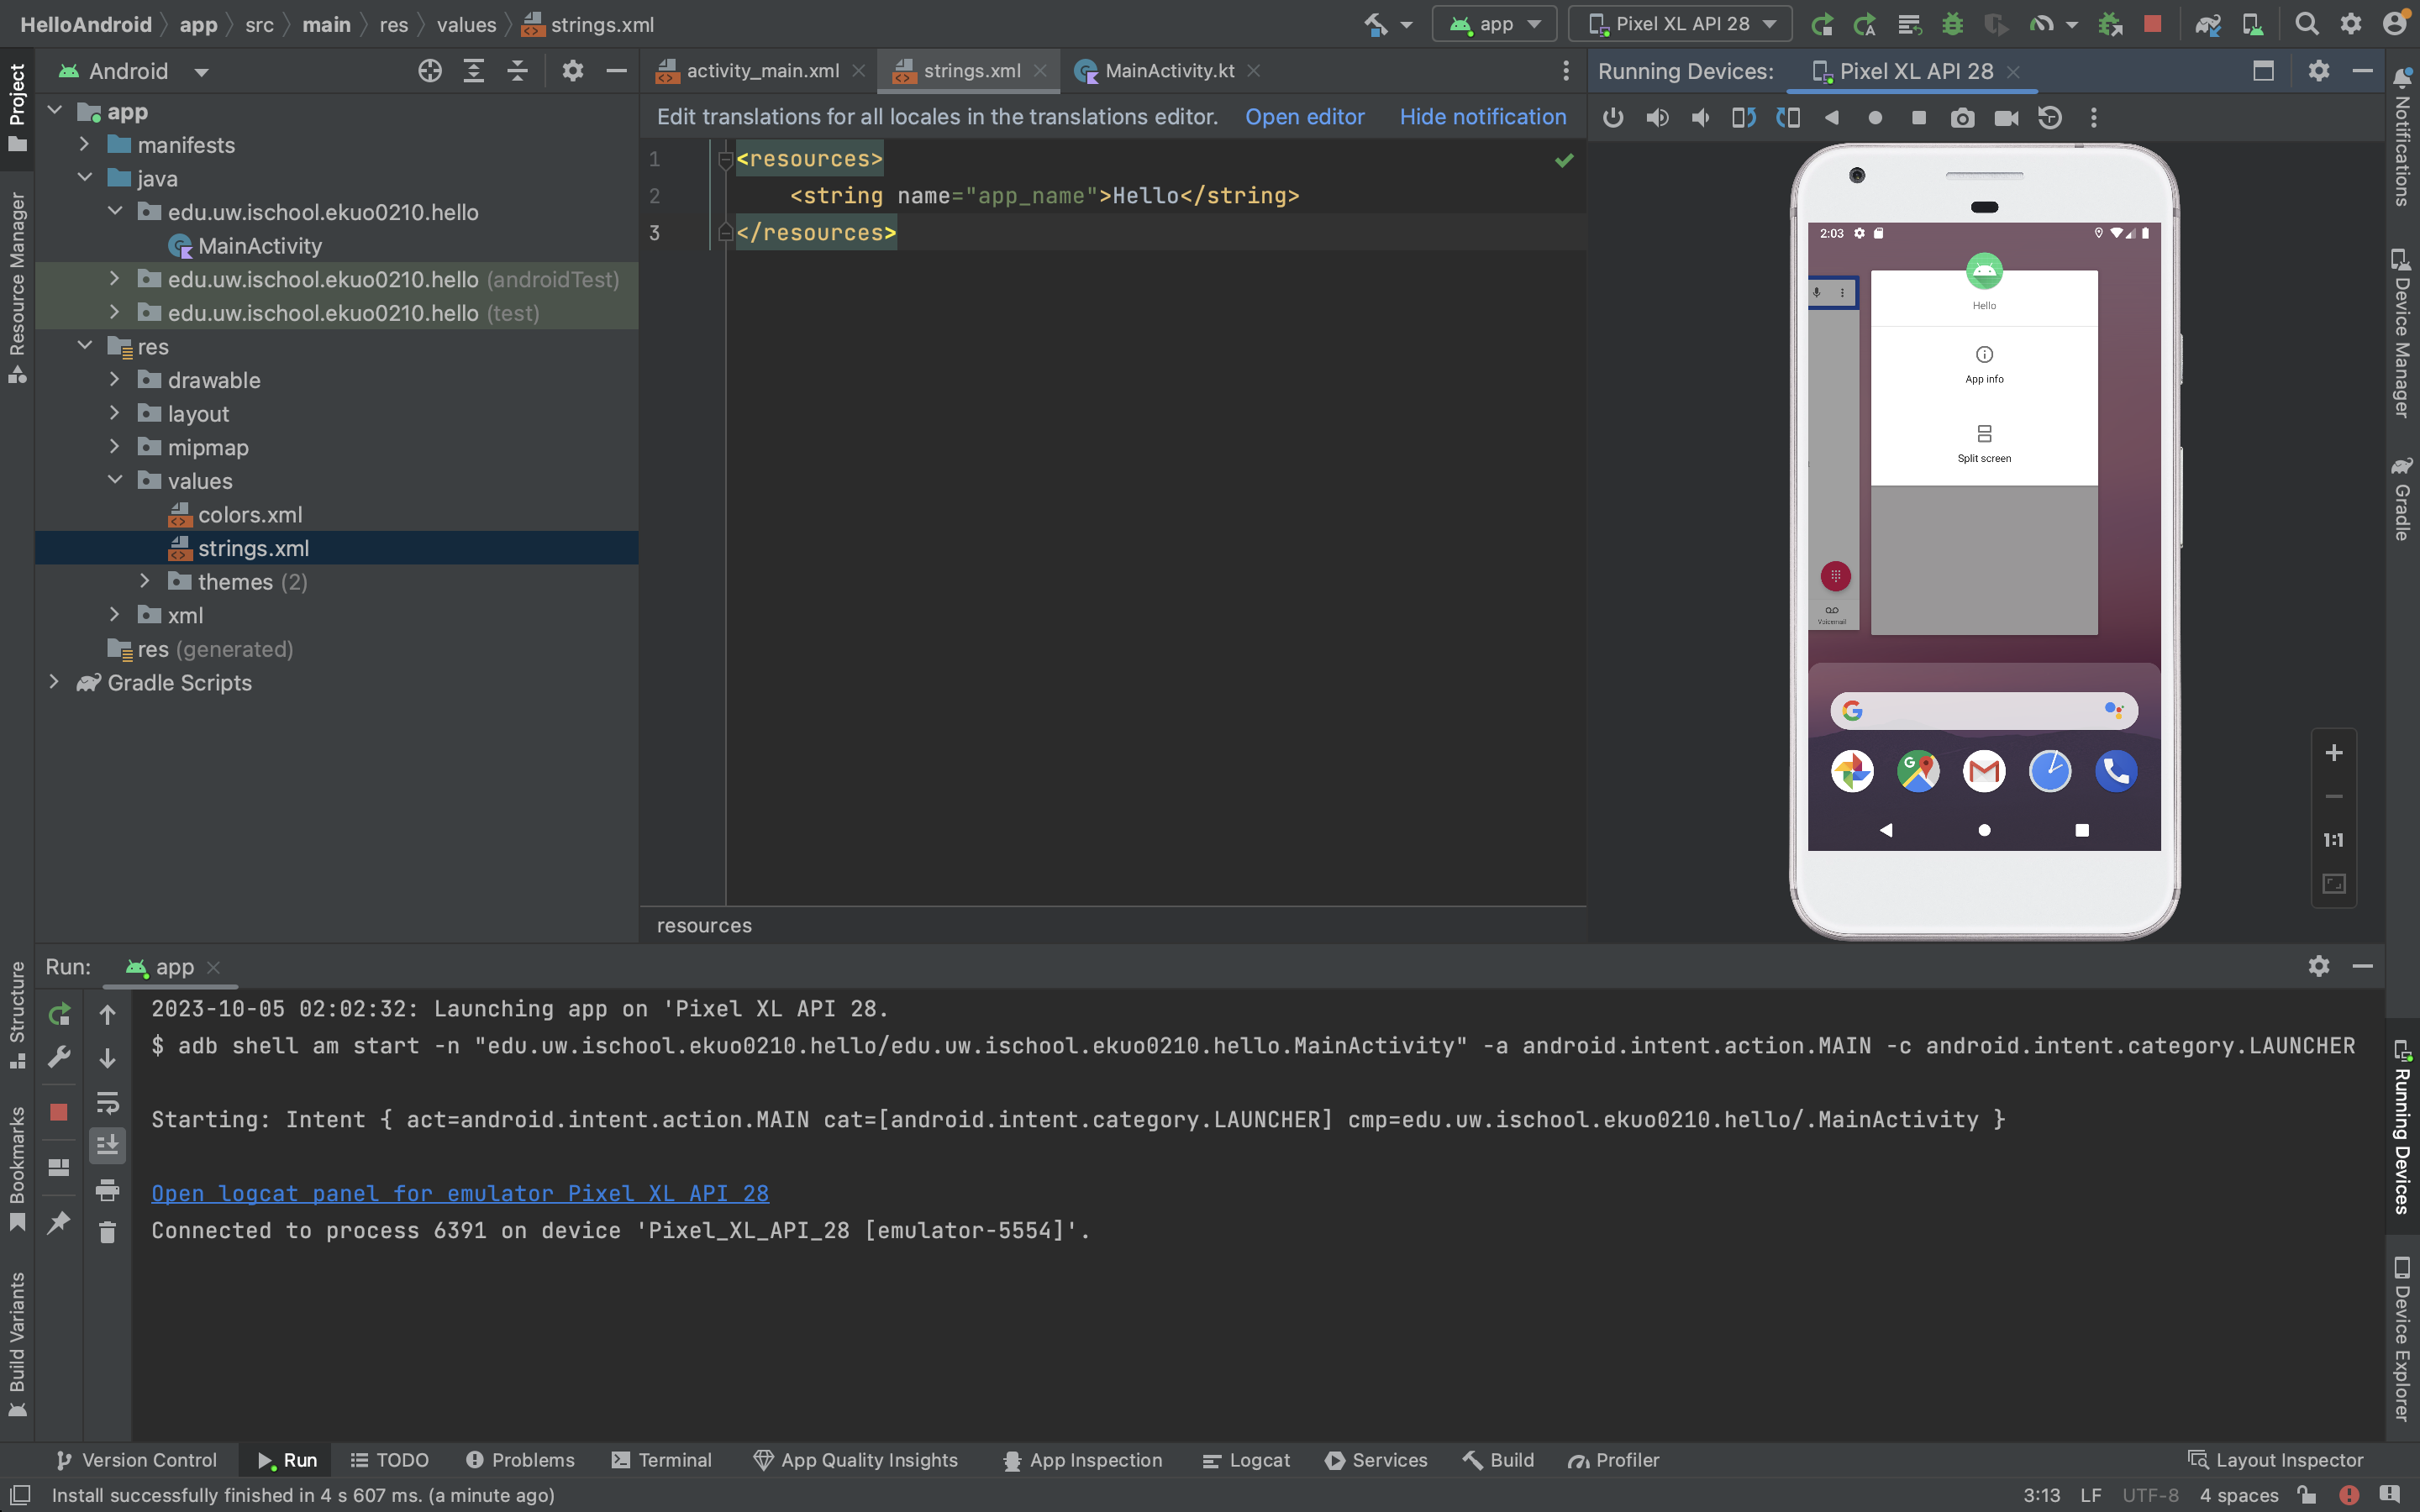 HelloAndroid app src main res values strings.xml
app
Pixel XL API 28
Project
Resource Manager
Structure
Bookmarks
Build Variants
Android
app
manifests
java
edu.uw.ischool.ekuo0210.hello
MainActivity
edu.uw.ischool.ekuo0210.hello (androidTest)
edu.uw.ischool.ekuo0210.hello (test)
res
drawable
layout
mipmap
values
colors.xml
strings.xml
themes (2)
xml
res (generated)
Gradle Scripts
activity_main.xml strings.xml MainActivity.kt
Edit translations for all locales in the translations editor. Open editor Hide notification
1 <resources>
2 <string name="app_name">Hello</string>
3 </resources>
resources
Running Devices: Pixel XL API 28
2:03
Hello
App info
Split screen
Voicemail
1:1
Notifications
Device Manager
Gradle
Running Devices
Device Explorer
Run: app
2023-10-05 02:02:32: Launching app on 'Pixel XL API 28.
$ adb shell am start -n "edu.uw.ischool.ekuo0210.hello/edu.uw.ischool.ekuo0210.hello.MainActivity" -a android.intent.action.MAIN -c android.intent.category.LAUNCHER
Starting: Intent { act=android.intent.action.MAIN cat=[android.intent.category.LAUNCHER] cmp=edu.uw.ischool.ekuo0210.hello/.MainActivity }
Open logcat panel for emulator Pixel XL API 28
Connected to process 6391 on device 'Pixel_XL_API_28 [emulator-5554]'.
Version Control Run TODO Problems Terminal App Quality Insights App Inspection Logcat Services Build Profiler Layout Inspector
Install successfully finished in 4 s 607 ms. (a minute ago) 3:13 LF UTF-8 4 spaces